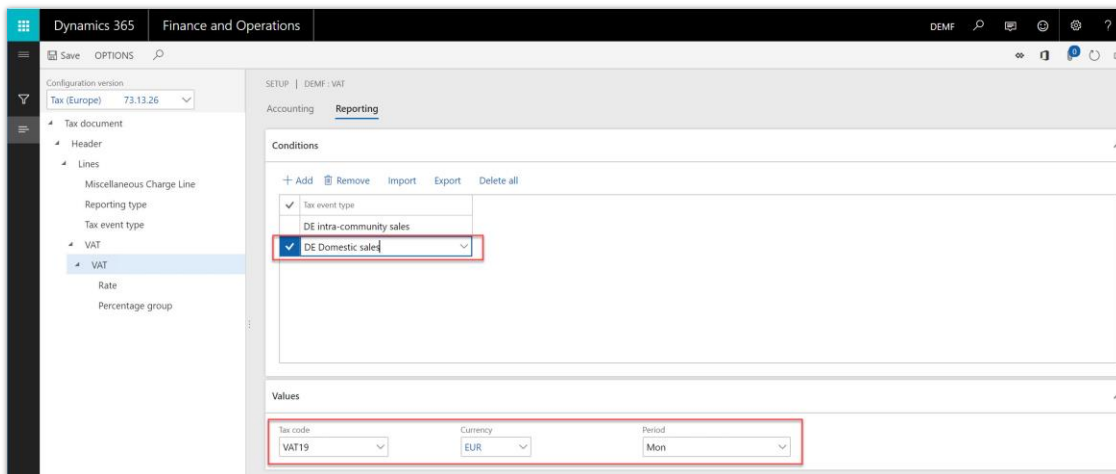 Dynamics 365 Finance and Operations DEMF ?
Save OPTIONS 0
Configuration version
Tax (Europe) 73.13.26
Tax document
Header
Lines
Miscellaneous Charge Line
Reporting type
Tax event type
VAT
VAT
Rate
Percentage group
SETUP | DEMF : VAT
Accounting Reporting
Conditions
+ Add Remove Import Export Delete all
Tax event type
DE intra-community sales
DE Domestic sales
Values
Tax code Currency Period
VAT19 EUR Mon